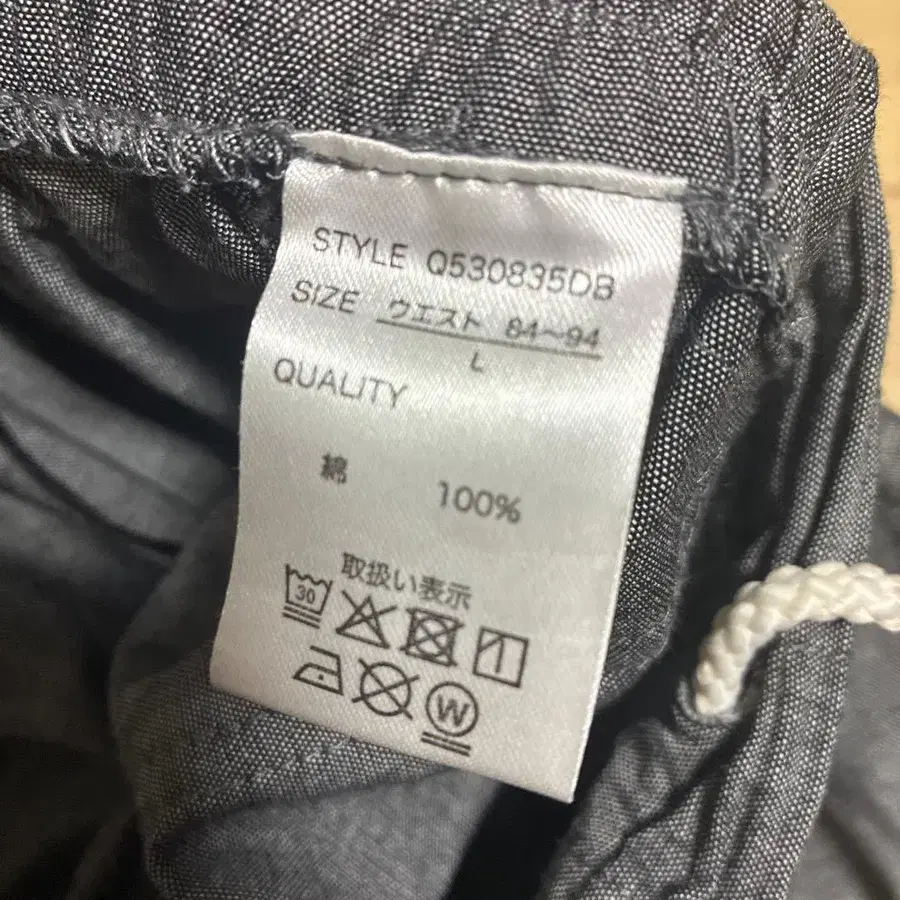 STYLE Q530835DB
SIZE ウエスト 84～94
L
QUALITY
綿 100%
取扱い表示
30
W